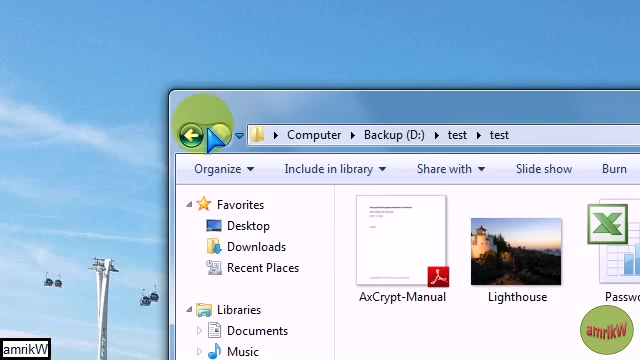 Computer Backup (D:) test test
Organize Include in library Share with Slide show Burn
Favorites
Desktop
Downloads
Recent Places
Libraries
Documents
Music
AxCrypt-Manual
Lighthouse
amrikW
amrikW